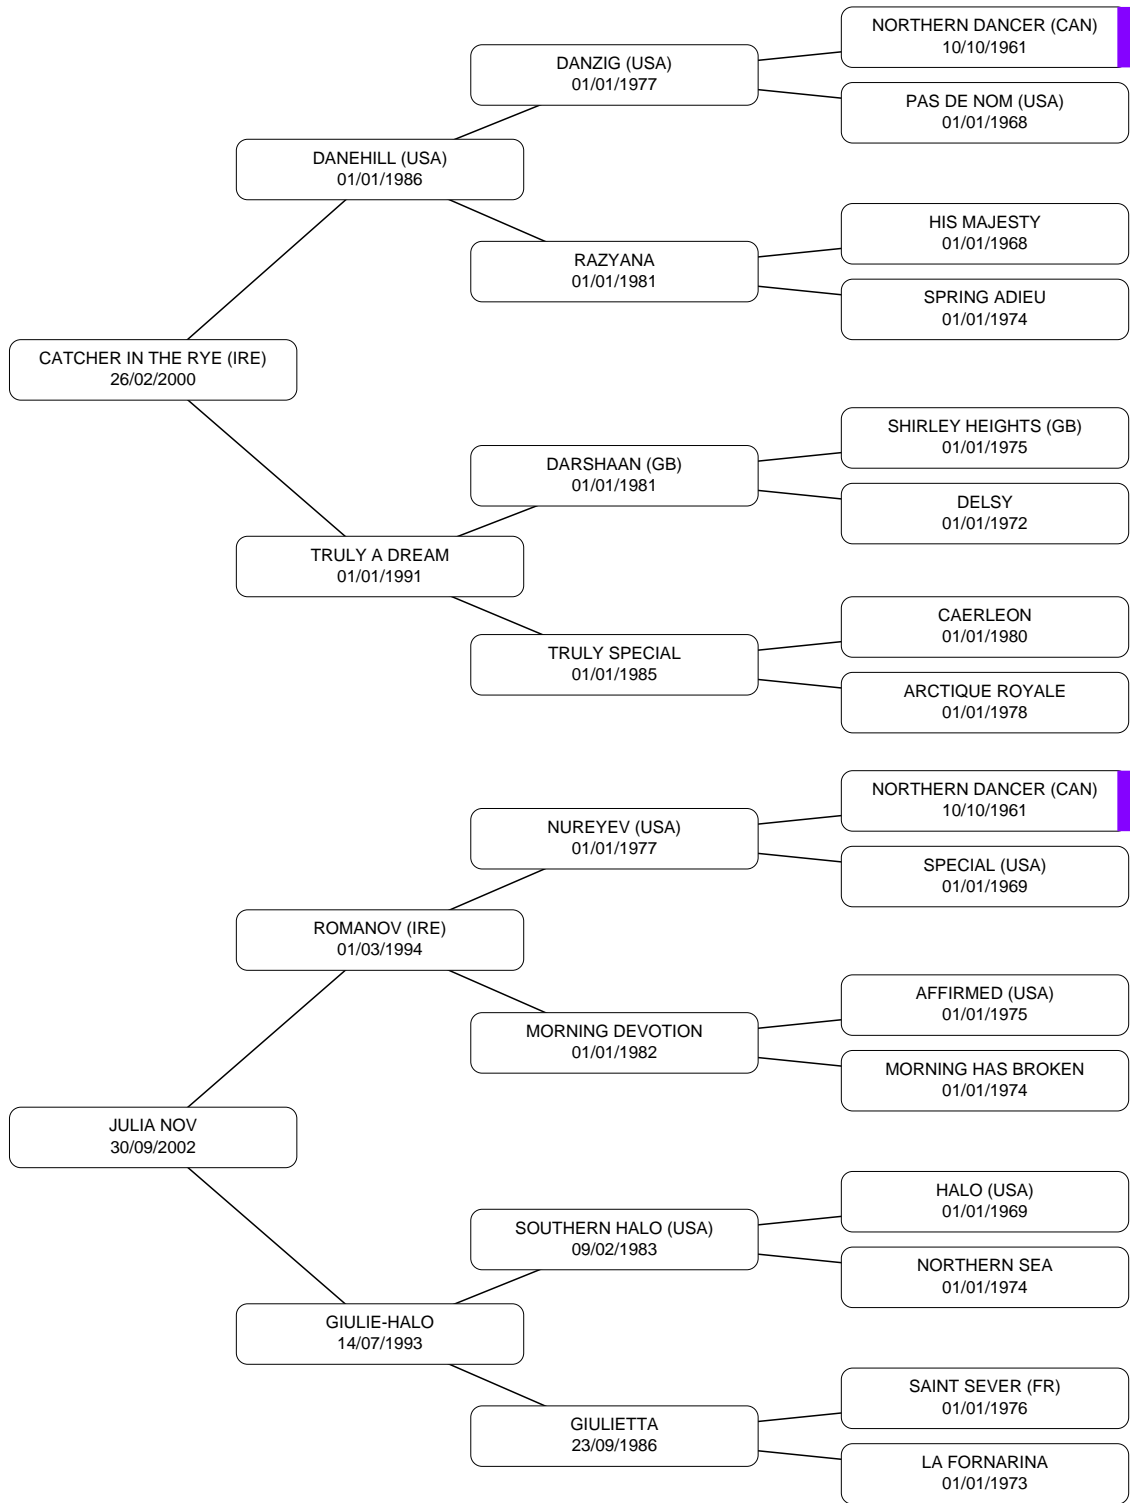 NORTHERN DANCER (CAN)
10/10/1961
DANZIG (USA)
01/01/1977
PAS DE NOM (USA)
01/01/1968
DANEHILL (USA)
01/01/1986
HIS MAJESTY
01/01/1968
RAZYANA
01/01/1981
SPRING ADIEU
01/01/1974
CATCHER IN THE RYE (IRE)
26/02/2000
SHIRLEY HEIGHTS (GB)
01/01/1975
DARSHAAN (GB)
01/01/1981
DELSY
01/01/1972
TRULY A DREAM
01/01/1991
CAERLEON
01/01/1980
TRULY SPECIAL
01/01/1985
ARCTIQUE ROYALE
01/01/1978
NORTHERN DANCER (CAN)
10/10/1961
NUREYEV (USA)
01/01/1977
SPECIAL (USA)
01/01/1969
ROMANOV (IRE)
01/03/1994
AFFIRMED (USA)
01/01/1975
MORNING DEVOTION
01/01/1982
MORNING HAS BROKEN
01/01/1974
JULIA NOV
30/09/2002
HALO (USA)
01/01/1969
SOUTHERN HALO (USA)
09/02/1983
NORTHERN SEA
01/01/1974
GIULIE-HALO
14/07/1993
SAINT SEVER (FR)
01/01/1976
GIULIETTA
23/09/1986
LA FORNARINA
01/01/1973